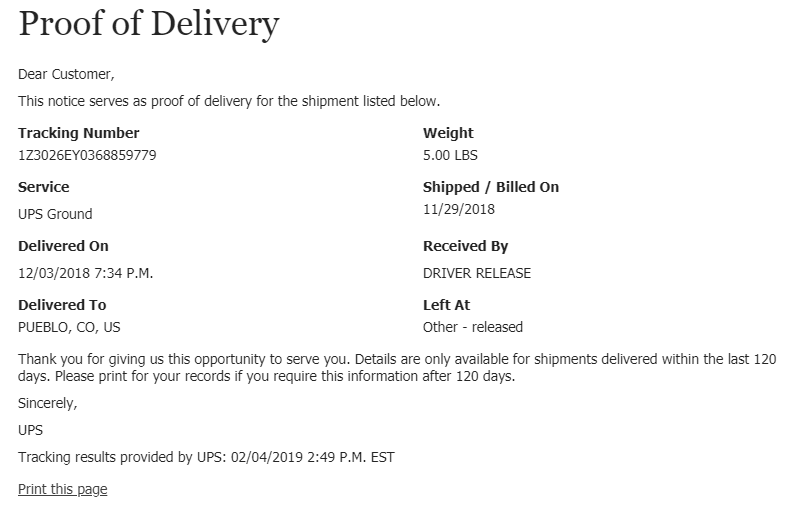 Proof of Delivery
Dear Customer,
This notice serves as proof of delivery for the shipment listed below.
Tracking Number
1Z3026EY0368859779
Weight
5.00 LBS
Service
UPS Ground
Shipped / Billed On
11/29/2018
Delivered On
12/03/2018 7:34 P.M.
Received By
DRIVER RELEASE
Delivered To
PUEBLO, CO, US
Left At
Other - released
Thank you for giving us this opportunity to serve you. Details are only available for shipments delivered within the last 120
days. Please print for your records if you require this information after 120 days.
Sincerely,
UPS
Tracking results provided by UPS: 02/04/2019 2:49 P.M. EST
Print this page